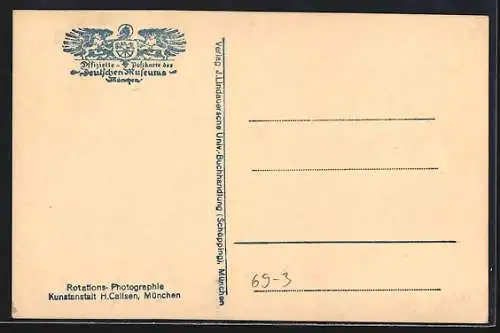 Offizielle Postkarte des
Deutschen Museums
München
Verlag J. Lindauersche Univ.-Buchhandlung (Schöpping), München
69-3
Rotations-Photographie
Kunstanstalt H. Callsen, München